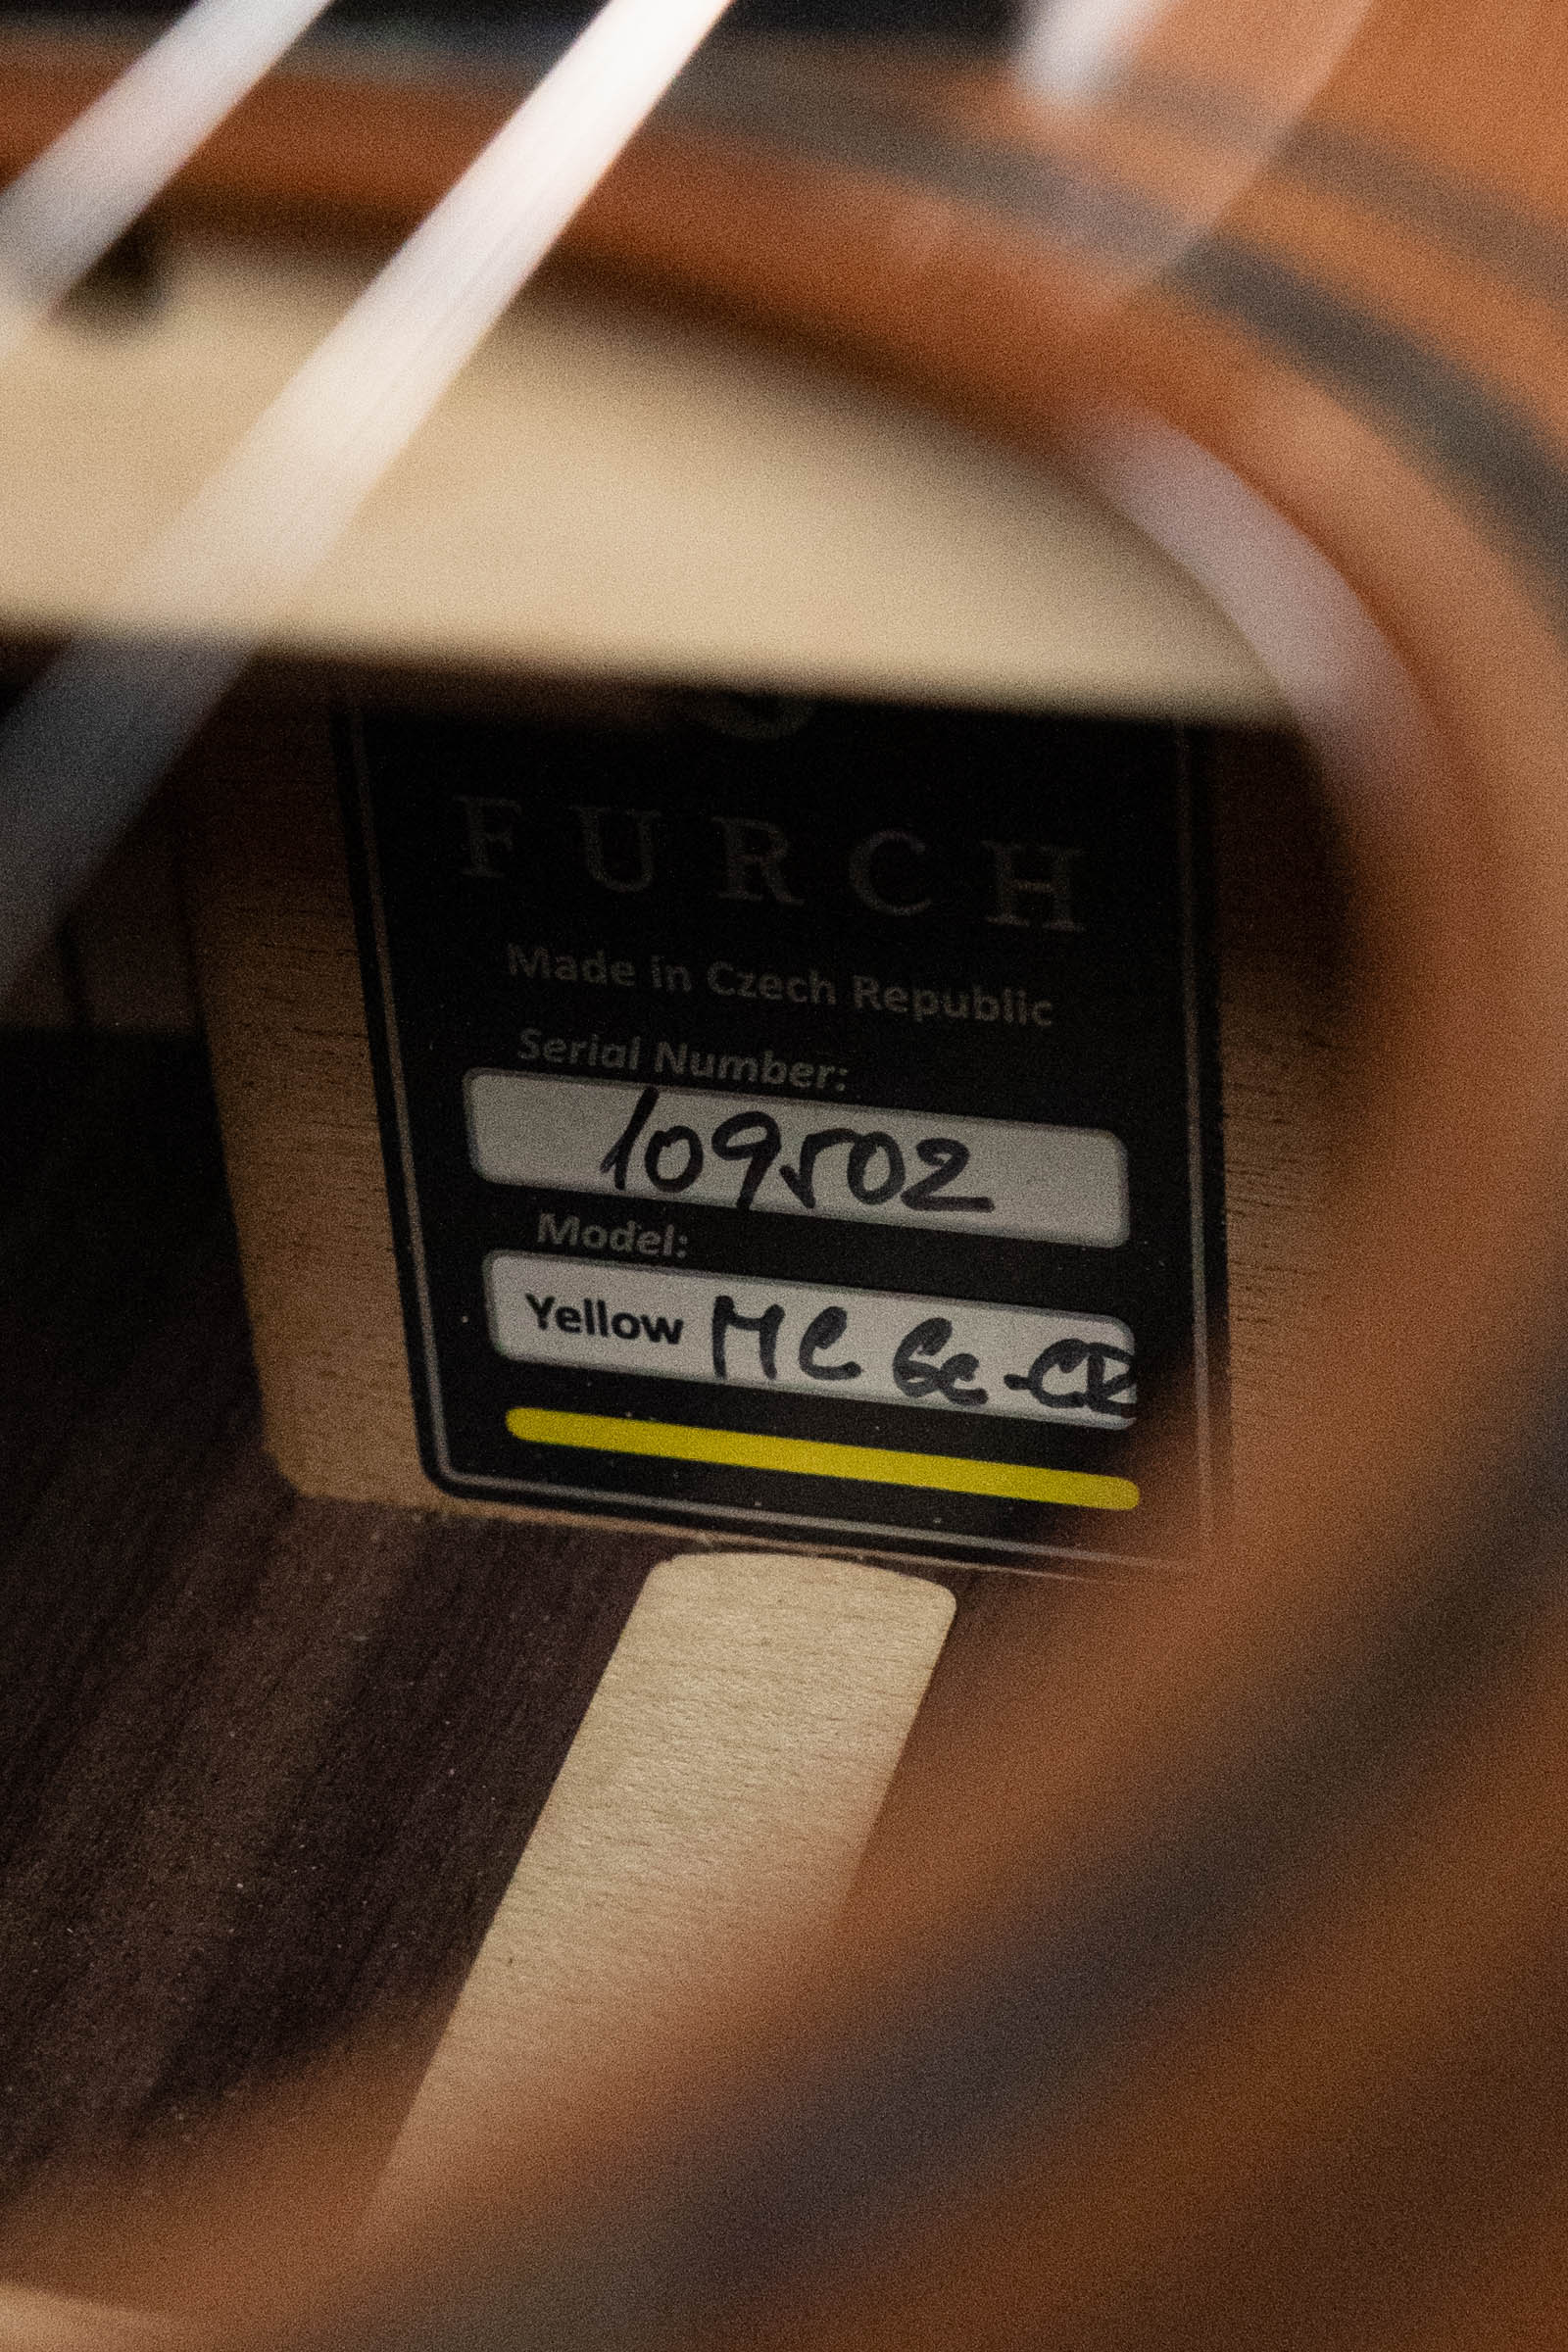 FURCH
Made in Czech Republic
Serial Number:
109502
Model:
Yellow MC Gc-CR